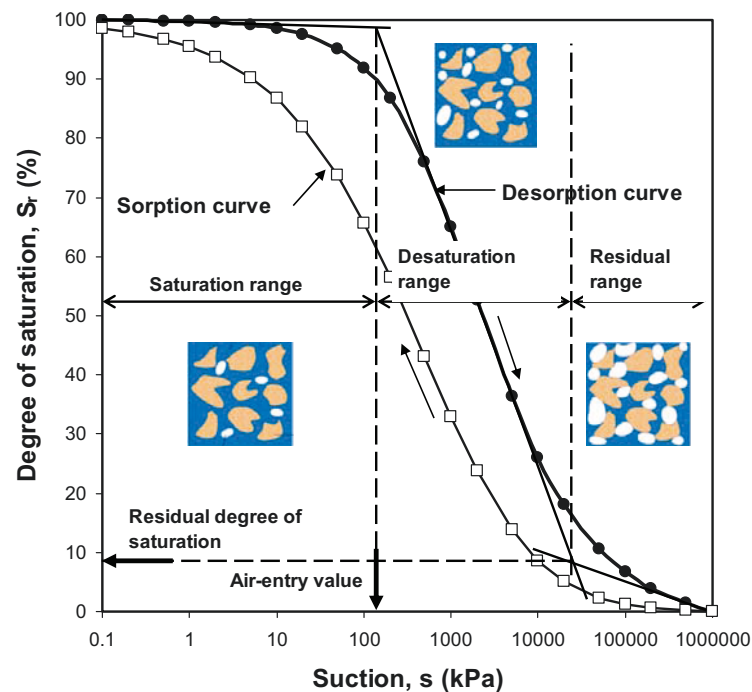 100
90
80
70
60
50
40
30
20
10
0
Degree of saturation, Sr (%)
Sorption curve
Desorption curve
Saturation range
Desaturation
range
Residual
range
Residual degree of
saturation
Air-entry value
0.1 1 10 100 1000 10000 100000 1000000
Suction, s (kPa)